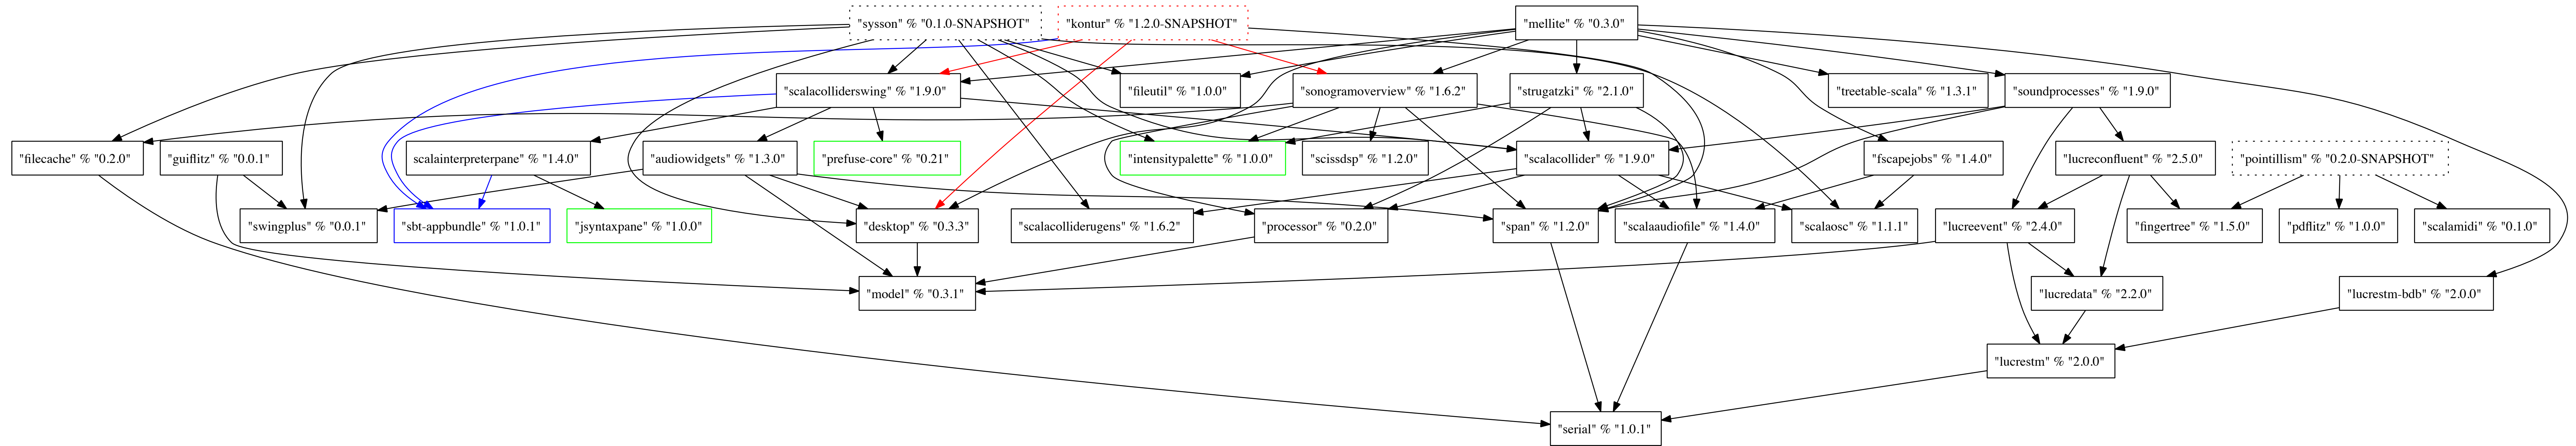 "sysson" % "0.1.0-SNAPSHOT"
"kontur" % "1.2.0-SNAPSHOT"
"mellite" % "0.3.0"
"scalacolliderswing" % "1.9.0"
"fileutil" % "1.0.0"
"sonogramoverview" % "1.6.2"
"strugatzki" % "2.1.0"
"treetable-scala" % "1.3.1"
"soundprocesses" % "1.9.0"
"filecache" % "0.2.0"
"guiflitz" % "0.0.1"
scalainterpreterpane" % "1.4.0"
"audiowidgets" % "1.3.0"
"prefuse-core" % "0.21"
"intensitypalette" % "1.0.0"
"scissdsp" % "1.2.0"
"scalacollider" % "1.9.0"
"fscapejobs" % "1.4.0"
"lucreconfluent" % "2.5.0"
"pointillism" % "0.2.0-SNAPSHOT"
"swingplus" % "0.0.1"
"sbt-appbundle" % "1.0.1"
"jsyntaxpane" % "1.0.0"
"desktop" % "0.3.3"
"scalacolliderugens" % "1.6.2"
"processor" % "0.2.0"
"span" % "1.2.0"
"scalaaudiofile" % "1.4.0"
"scalaosc" % "1.1.1"
"lucreevent" % "2.4.0"
"fingertree" % "1.5.0"
"pdflitz" % "1.0.0"
"scalamidi" % "0.1.0"
"model" % "0.3.1"
"lucredata" % "2.2.0"
"lucrestm-bdb" % "2.0.0"
"lucrestm" % "2.0.0"
"serial" % "1.0.1"